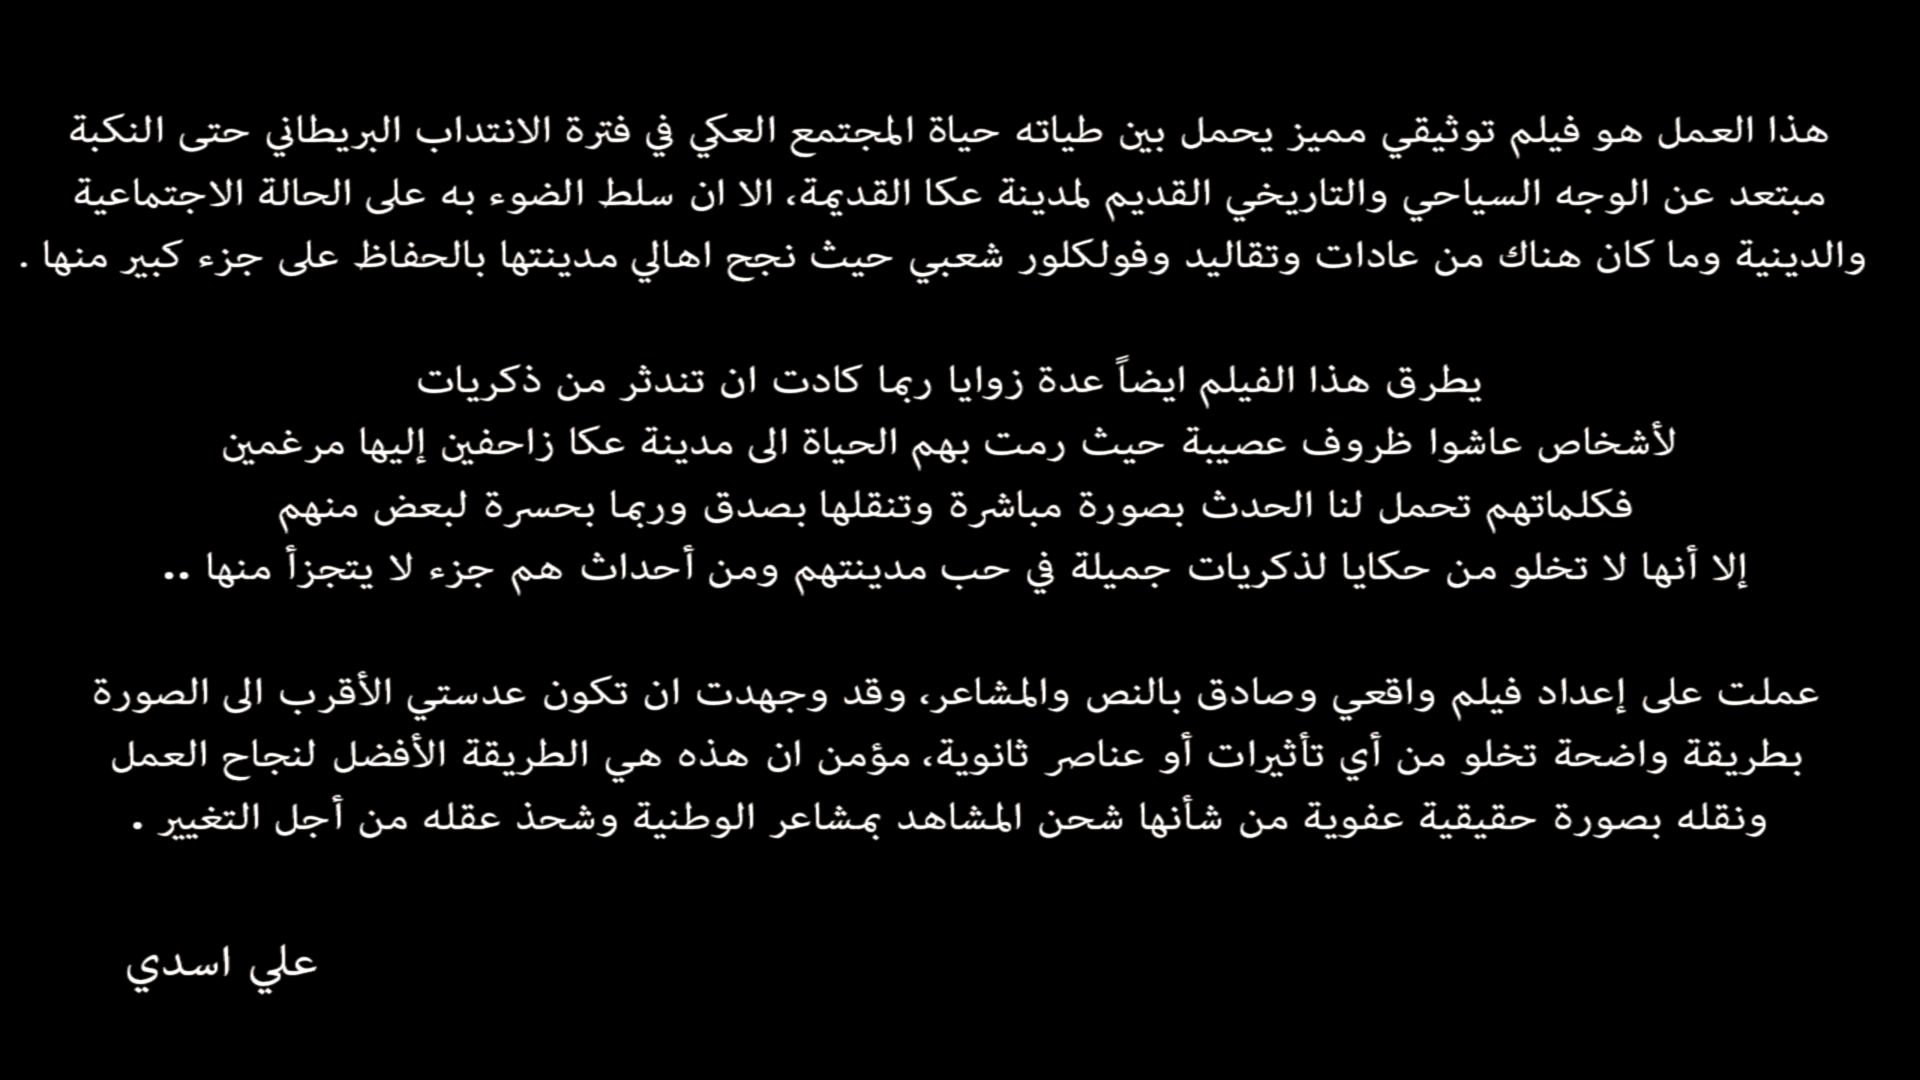 هذا العمل هو فيلم توثيقي مميز يحمل بين طياته حياة المجتمع العكي في فترة الانتداب البريطاني حتى النكبة
مبتعد عن الوجه السياحي والتاريخي القديم لمدينة عكا القديمة، الا ان سلط الضوء به على الحالة الاجتماعية
والدينية وما كان هناك من عادات وتقاليد وفولكلور شعبي حيث نجح اهالي مدينتها بالحفاظ على جزء كبير منها .
يطرق هذا الفيلم ايضاً عدة زوايا ربما كادت ان تندثر من ذكريات
لأشخاص عاشوا ظروف عصيبة حيث رمت بهم الحياة الى مدينة عكا زاحفين إليها مرغمين
فكلماتهم تحمل لنا الحدث بصورة مباشرة وتنقلها بصدق وربما بحسرة لبعض منهم
إلا أنها لا تخلو من حكايا لذكريات جميلة في حب مدينتهم ومن أحداث هم جزء لا يتجزأ منها ..
عملت على إعداد فيلم واقعي وصادق بالنص والمشاعر، وقد وجهدت ان تكون عدستي الأقرب الى الصورة
بطريقة واضحة تخلو من أي تأثيرات أو عناصر ثانوية، مؤمن ان هذه هي الطريقة الأفضل لنجاح العمل
ونقله بصورة حقيقية عفوية من شأنها شحن المشاهد بمشاعر الوطنية وشحذ عقله من أجل التغيير .
علي اسدي